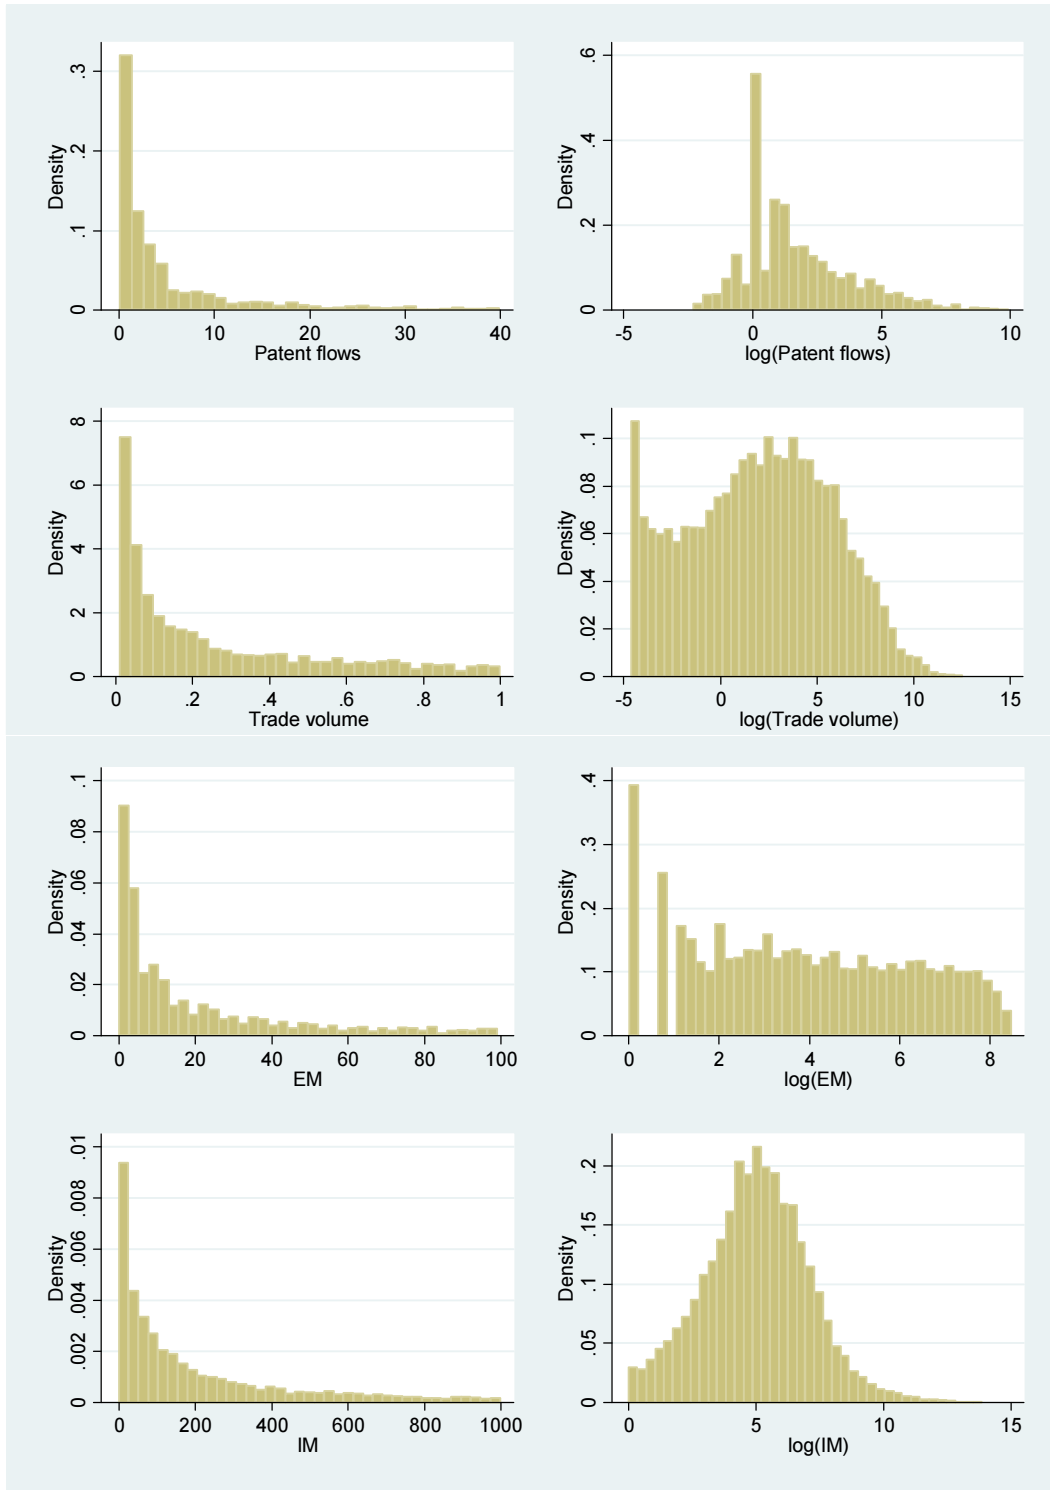 Density
.3
.2
.1
0
0 10 20 30 40
Patent flows
Density
.6
.4
.2
0
-5 0 5 10
log(Patent flows)
Density
8
6
4
2
0
0 .2 .4 .6 .8 1
Trade volume
Density
.1
.08
.06
.04
.02
0
-5 0 5 10 15
log(Trade volume)
Density
.1
.08
.06
.04
.02
0
0 20 40 60 80 100
EM
Density
.4
.3
.2
.1
0
0 2 4 6 8
log(EM)
Density
.01
.008
.006
.004
.002
0
0 200 400 600 800 1000
IM
Density
.2
.15
.1
.05
0
0 5 10 15
log(IM)